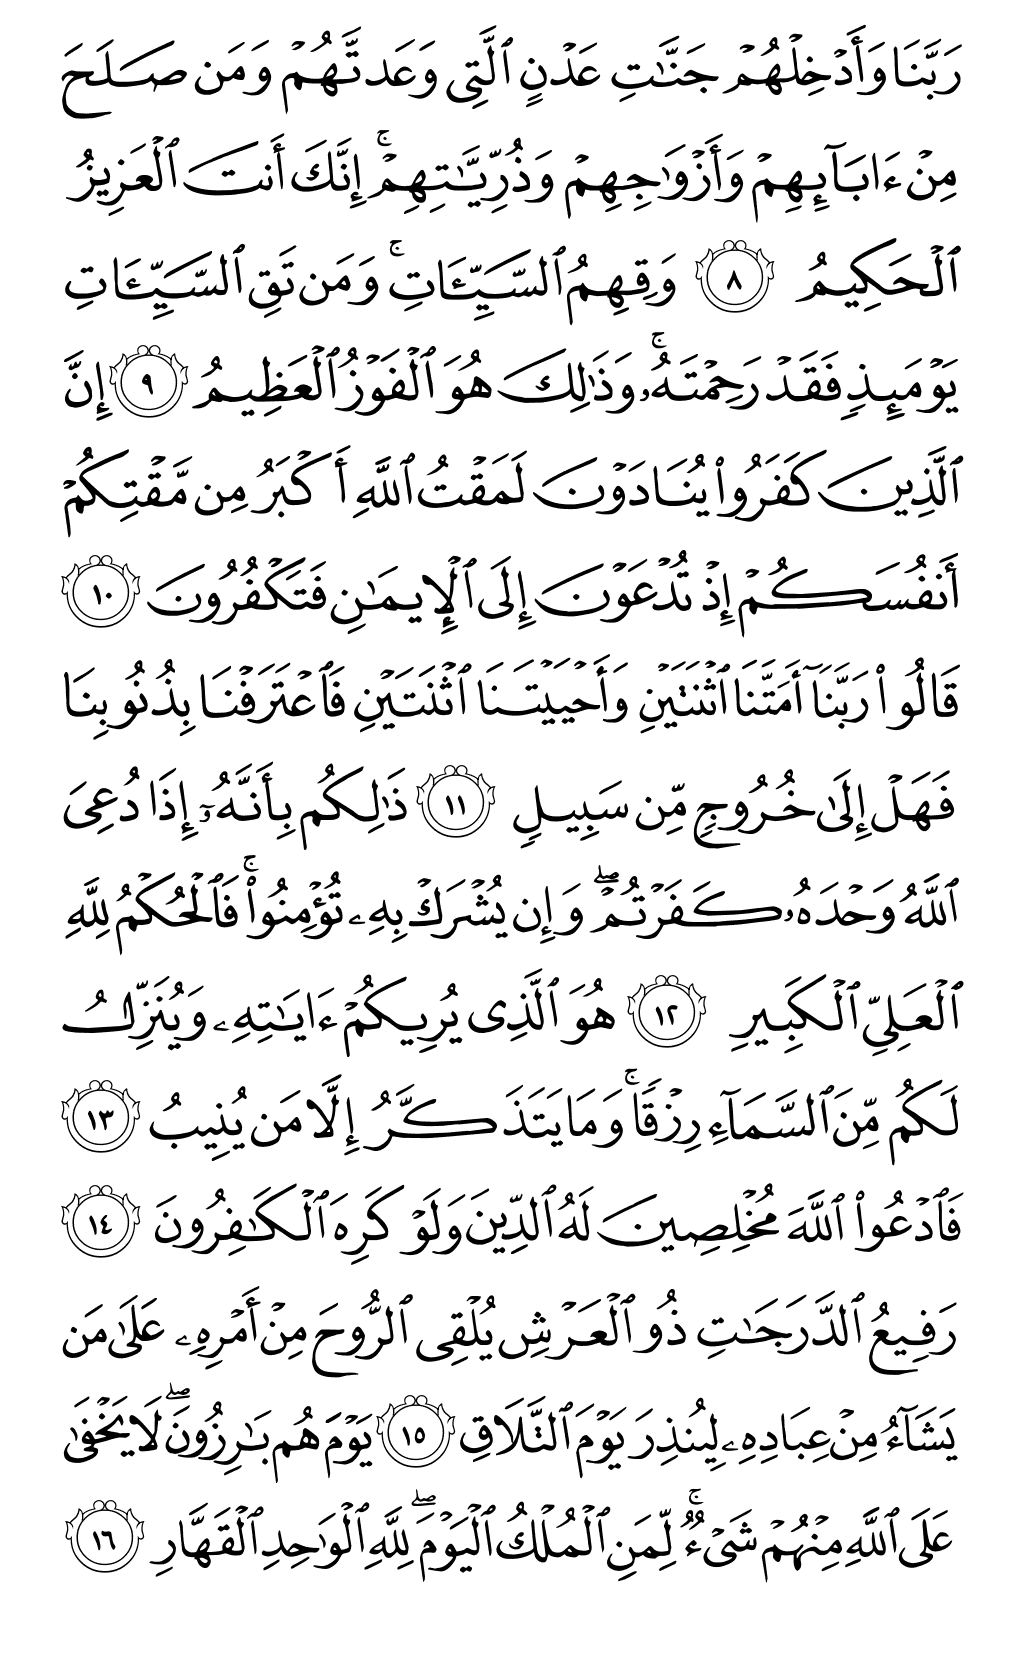 رَبَّنَا وَأَدۡخِلۡهُمۡ جَنَّـٰتِ عَدۡنٍ ٱلَّتِى وَعَدتَّهُمۡ وَمَن صَلَحَ
مِنۡ ءَابَآئِهِمۡ وَأَزۡوَٰجِهِمۡ وَذُرِّيَّـٰتِهِمۡۚ إِنَّكَ أَنتَ ٱلۡعَزِيزُ
ٱلۡحَكِيمُ ٨ وَقِهِمُ ٱلسَّيِّـَٔاتِۚ وَمَن تَقِ ٱلسَّيِّـَٔاتِ
يَوۡمَئِذٍ فَقَدۡ رَحِمۡتَهُۥۚ وَذَٰلِكَ هُوَ ٱلۡفَوۡزُ ٱلۡعَظِيمُ ٩ إِنَّ
ٱلَّذِينَ كَفَرُوا۟ يُنَادَوۡنَ لَمَقۡتُ ٱللَّهِ أَكۡبَرُ مِن مَّقۡتِكُمۡ
أَنفُسَكُمۡ إِذۡ تُدۡعَوۡنَ إِلَى ٱلۡإِيمَـٰنِ فَتَكۡفُرُونَ ١٠
قَالُوا۟ رَبَّنَآ أَمَتَّنَا ٱثۡنَتَيۡنِ وَأَحۡيَيۡتَنَا ٱثۡنَتَيۡنِ فَٱعۡتَرَفۡنَا بِذُنُوبِنَا
فَهَلۡ إِلَىٰ خُرُوجٍ مِّن سَبِيلٍ ١١ ذَٰلِكُم بِأَنَّهُۥٓ إِذَا دُعِىَ
ٱللَّهُ وَحۡدَهُۥ كَفَرۡتُمۡۖ وَإِن يُشۡرَكۡ بِهِۦ تُؤۡمِنُوا۟ۚ فَٱلۡحُكۡمُ لِلَّهِ
ٱلۡعَلِىِّ ٱلۡكَبِيرِ ١٢ هُوَ ٱلَّذِى يُرِيكُمۡ ءَايَـٰتِهِۦ وَيُنَزِّلُ
لَكُم مِّنَ ٱلسَّمَآءِ رِزۡقًاۚ وَمَا يَتَذَكَّرُ إِلَّا مَن يُنِيبُ ١٣
فَٱدۡعُوا۟ ٱللَّهَ مُخۡلِصِينَ لَهُ ٱلدِّينَ وَلَوۡ كَرِهَ ٱلۡكَـٰفِرُونَ ١٤
رَفِيعُ ٱلدَّرَجَـٰتِ ذُو ٱلۡعَرۡشِ يُلۡقِى ٱلرُّوحَ مِنۡ أَمۡرِهِۦ عَلَىٰ مَن
يَشَآءُ مِنۡ عِبَادِهِۦ لِيُنذِرَ يَوۡمَ ٱلتَّلَاقِ ١٥ يَوۡمَ هُم بَـٰرِزُونَۖ لَا يَخۡفَىٰ
عَلَى ٱللَّهِ مِنۡهُمۡ شَىۡءٌۚ لِّمَنِ ٱلۡمُلۡكُ ٱلۡيَوۡمَۖ لِلَّهِ ٱلۡوَٰحِدِ ٱلۡقَهَّارِ ١٦